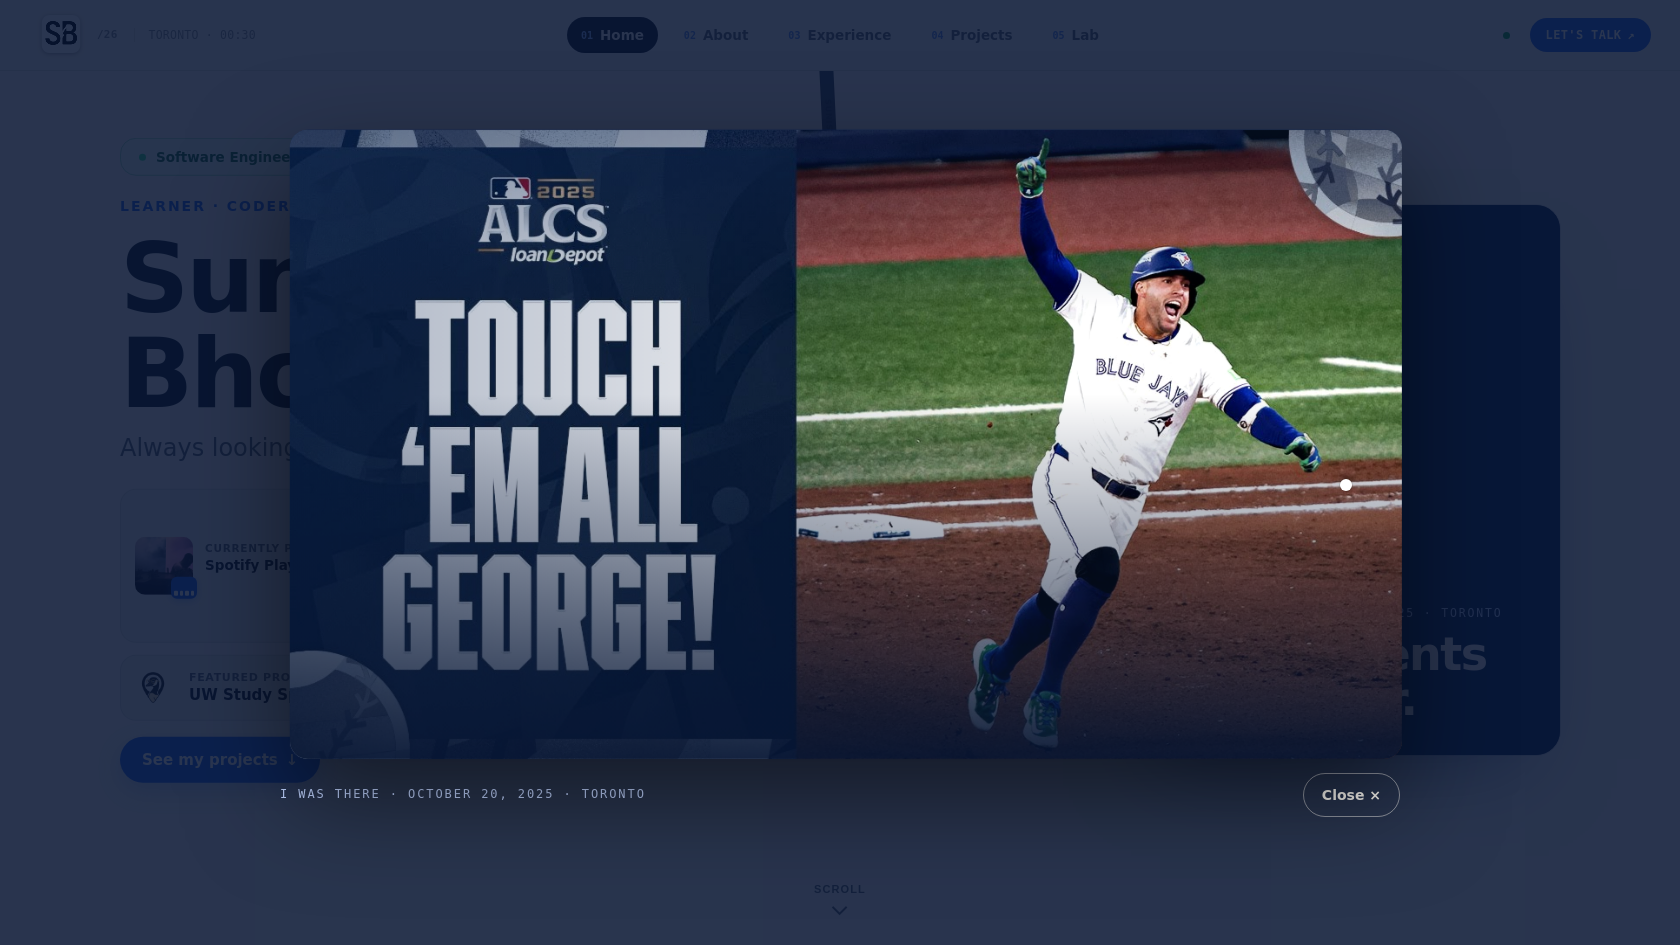 SB
/26
TORONTO · 00:30
01 Home
02 About
03 Experience
04 Projects
05 Lab
LET'S TALK ↗
Software Enginee
LEARNER · CODER
Sur
Bho
Always looking
CURRENTLY P
Spotify Play
FEATURED PRO
UW Study S
See my projects ↓
2025
ALCS
loanDepot
TOUCH
‘EM ALL
GEORGE!
BLUE JAYS
25 · TORONTO
ents
I WAS THERE · OCTOBER 20, 2025 · TORONTO
Close ×
SCROLL